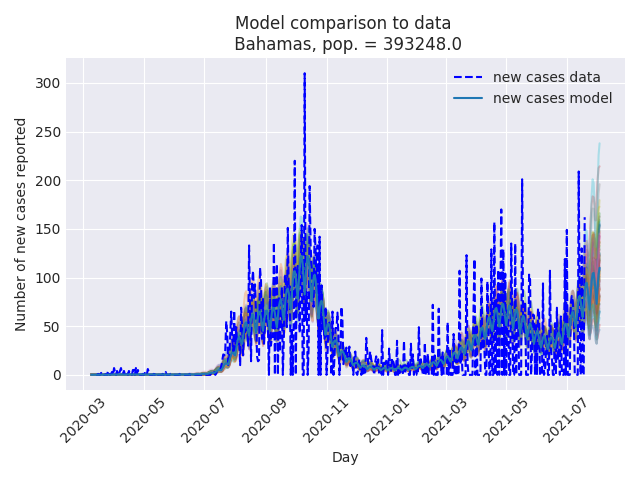 Model comparison to data
Bahamas, pop. = 393248.0
new cases data
new cases model
Number of new cases reported
300
250
200
150
100
50
0
2020-03
2020-05
2020-07
2020-09
2020-11
2021-01
2021-03
2021-05
2021-07
Day